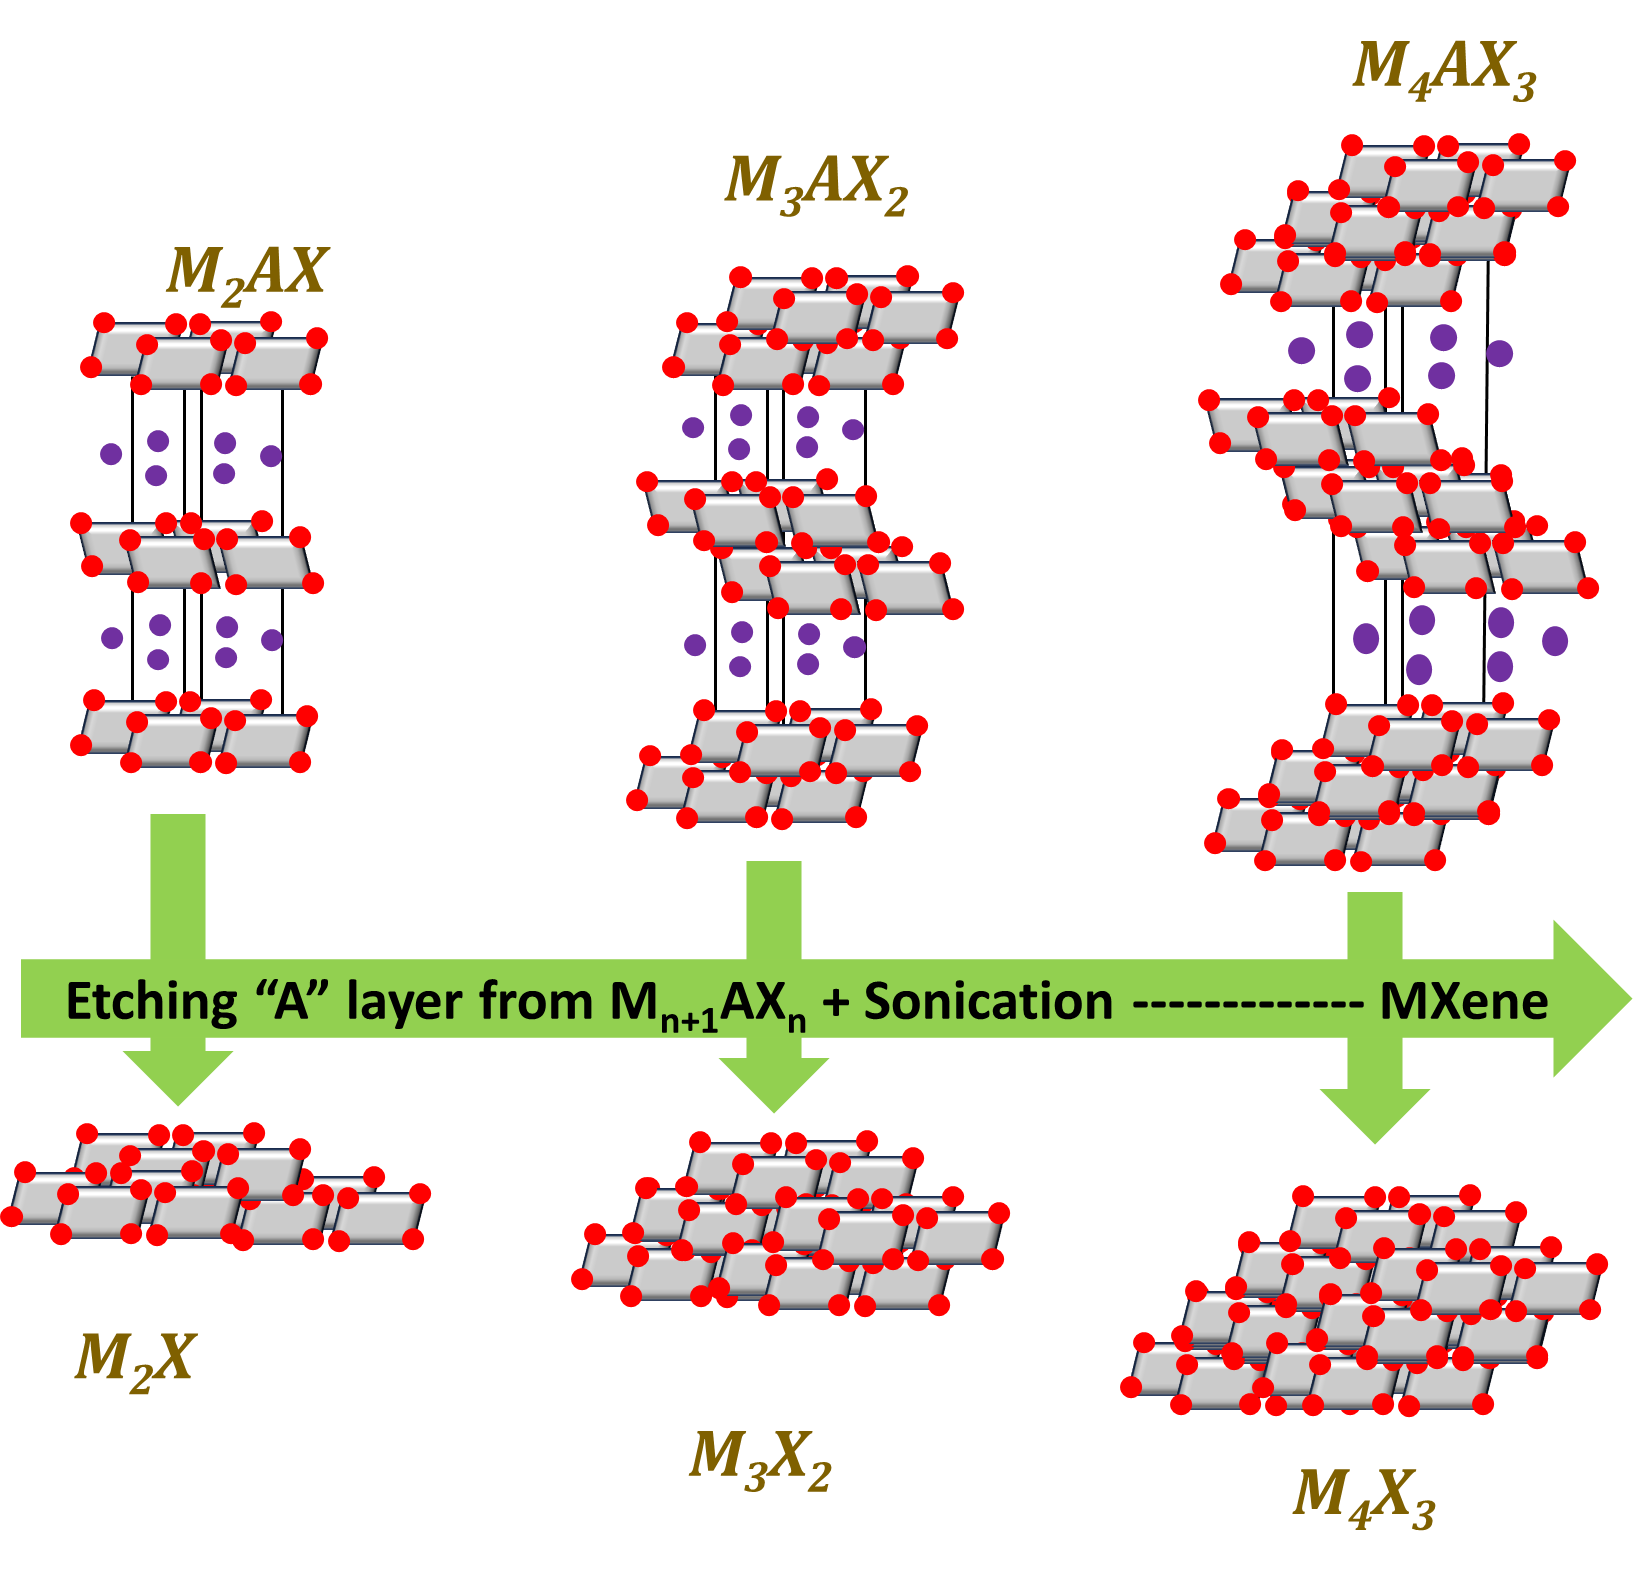 M₄AX₃
M₃AX₂
M₂AX
Etching “A” layer from Mₙ₊₁AXₙ + Sonication ------------- MXene
M₂X
M₃X₂
M₄X₃